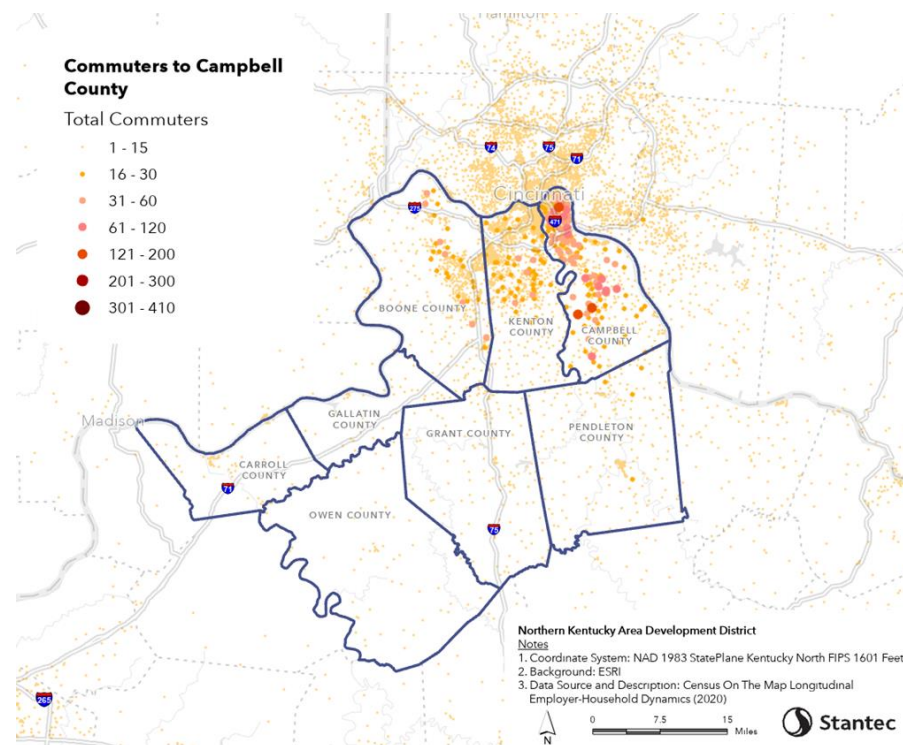 Hamilton
Commuters to Campbell
County
Total Commuters
1 - 15
16 - 30
31 - 60
61 - 120
121 - 200
201 - 300
301 - 410
74
75
71
Cincinnati
275
471
BOONE COUNTY
KENTON
COUNTY
CAMPBELL
COUNTY
Madison
GALLATIN
COUNTY
GRANT COUNTY
PENDLETON
COUNTY
CARROLL
COUNTY
71
OWEN COUNTY
75
265
Northern Kentucky Area Development District
Notes
1. Coordinate System: NAD 1983 StatePlane Kentucky North FIPS 1601 Feet
2. Background: ESRI
3. Data Source and Description: Census On The Map Longitudinal
Employer-Household Dynamics (2020)
N
0 7.5 15
Miles
Stantec